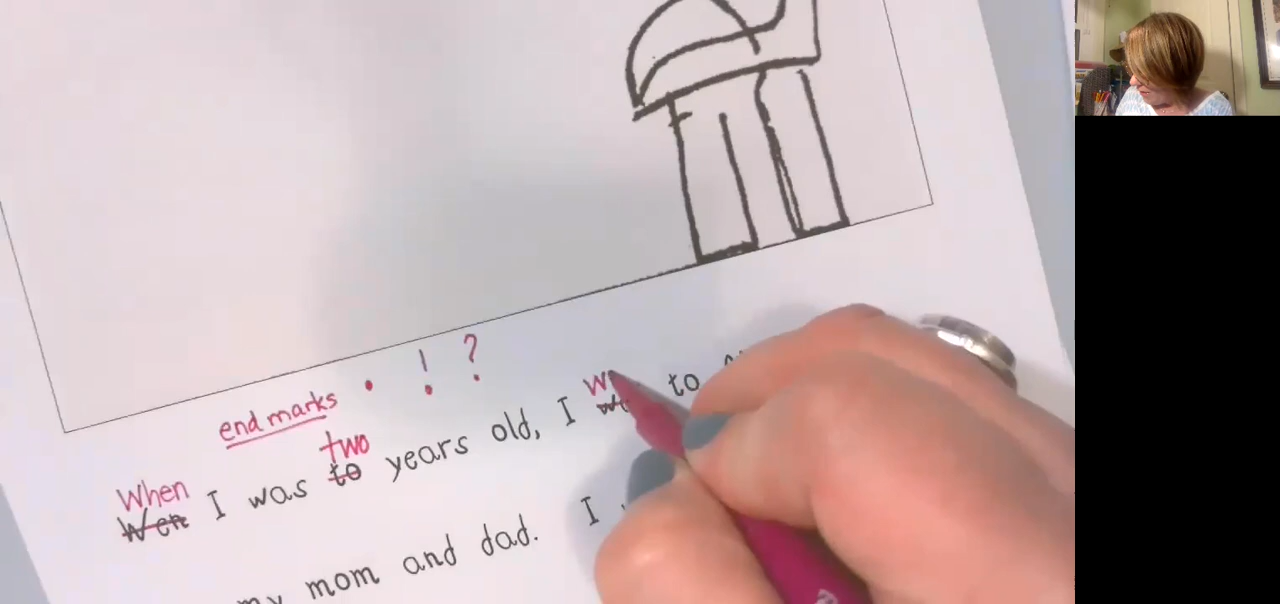 end marks . ! ?
two
When
Wen I was to years old, I to
my mom and dad. I